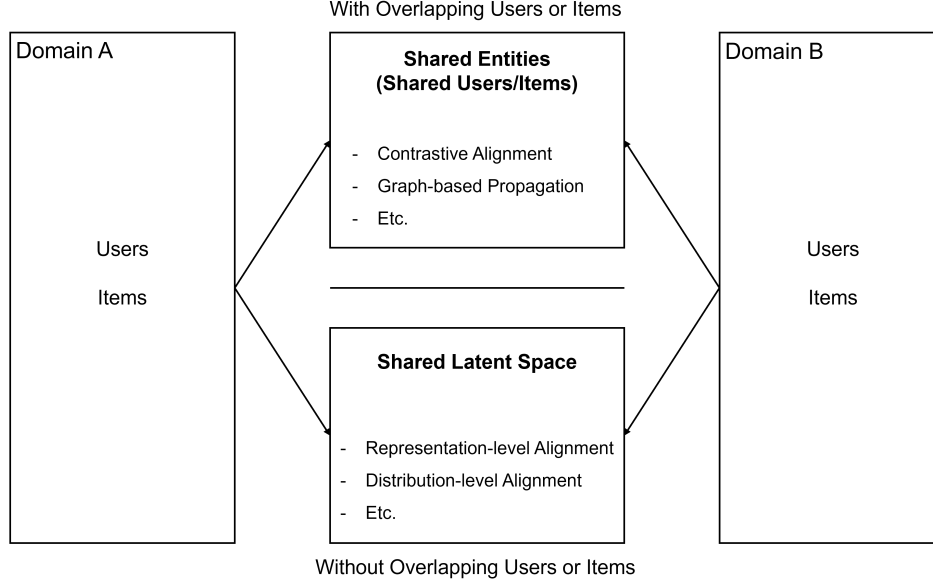 With Overlapping Users or Items
Domain A
Users
Items
Shared Entities
(Shared Users/Items)
- Contrastive Alignment
- Graph-based Propagation
- Etc.
Shared Latent Space
- Representation-level Alignment
- Distribution-level Alignment
- Etc.
Domain B
Users
Items
Without Overlapping Users or Items